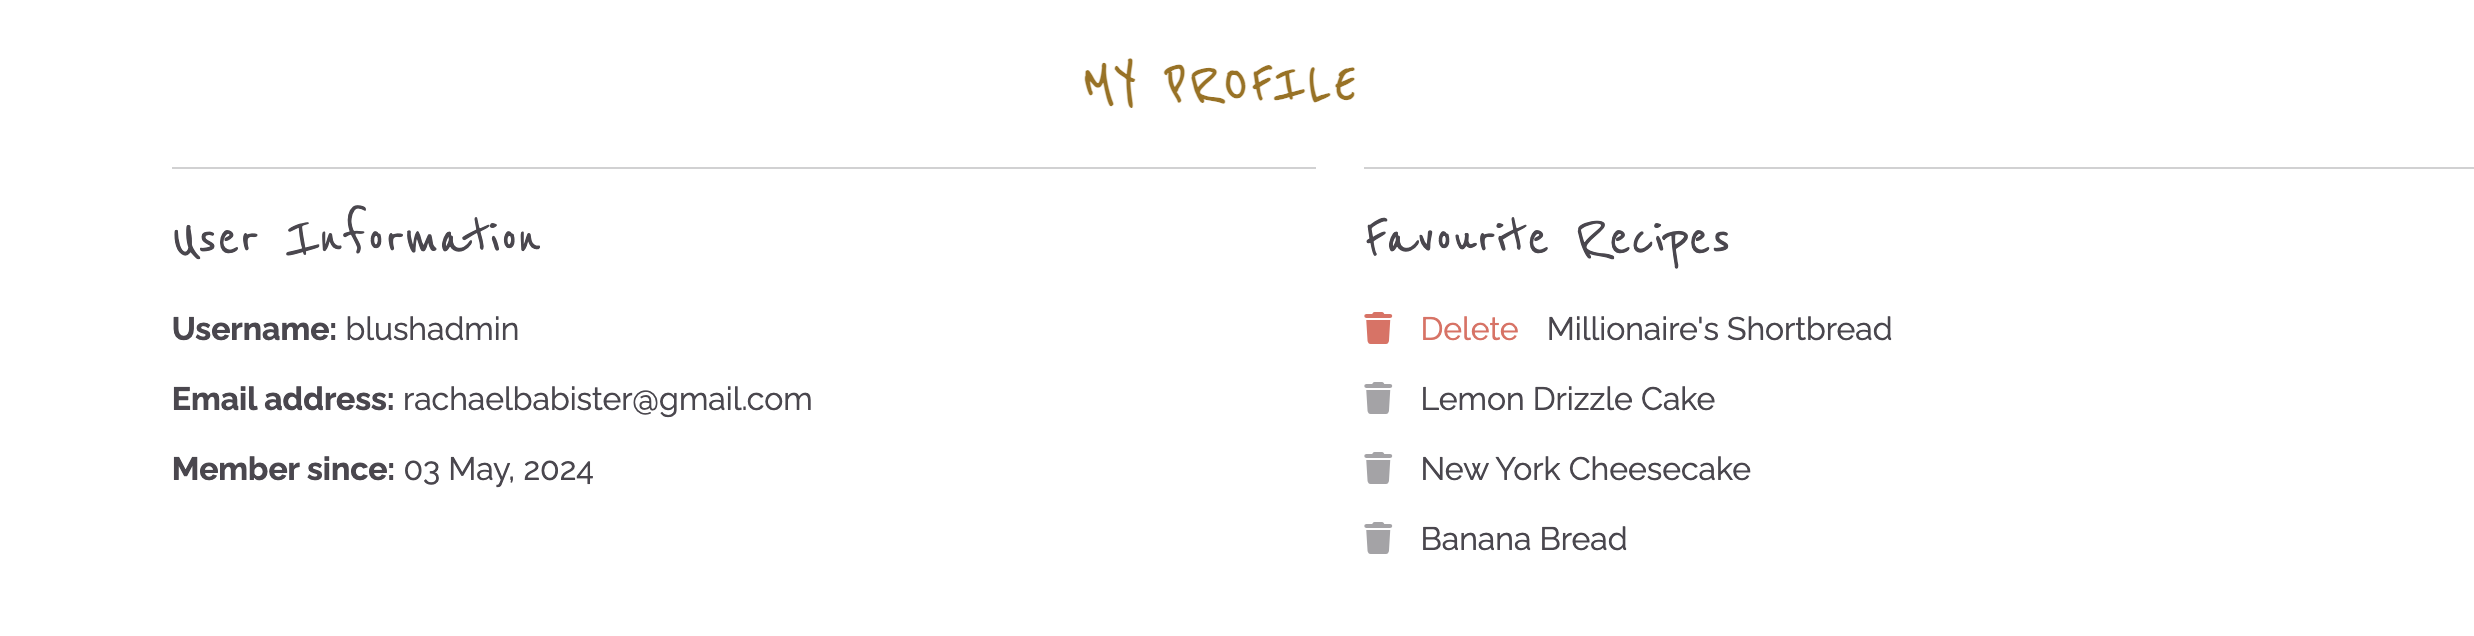 MY PROFILE
User Information
Username: blushadmin
Email address: rachaelbabister@gmail.com
Member since: 03 May, 2024
Favourite Recipes
Delete Millionaire's Shortbread
Lemon Drizzle Cake
New York Cheesecake
Banana Bread